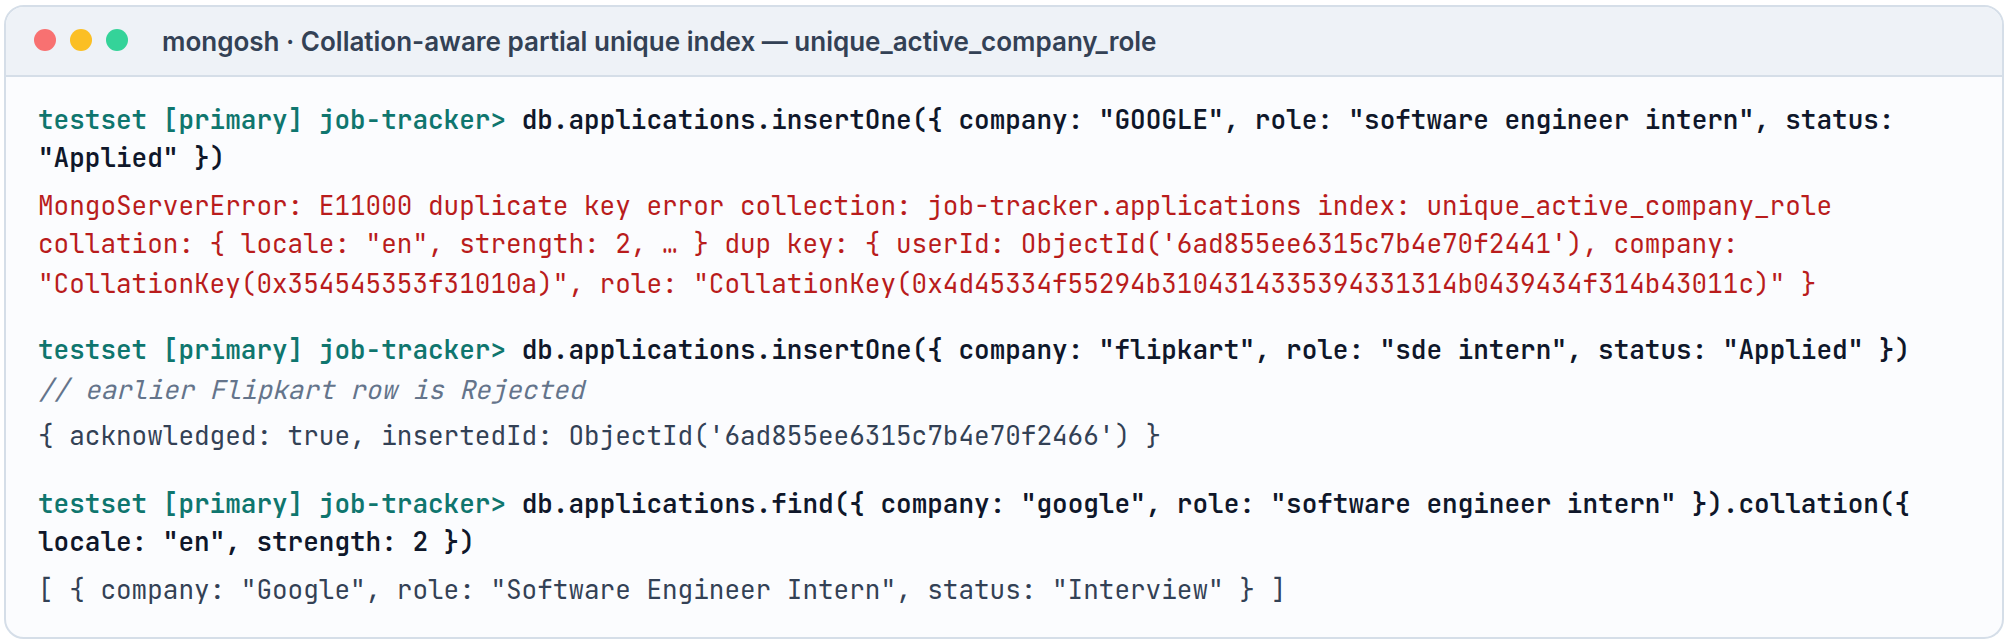 mongosh · Collation-aware partial unique index — unique_active_company_role
testset [primary] job-tracker> db.applications.insertOne({ company: "GOOGLE", role: "software engineer intern", status:
"Applied" })
MongoServerError: E11000 duplicate key error collection: job-tracker.applications index: unique_active_company_role
collation: { locale: "en", strength: 2, … } dup key: { userId: ObjectId('6ad855ee6315c7b4e70f2441'), company:
"CollationKey(0x354545353f31010a)", role: "CollationKey(0x4d45334f55294b31043143353943313​14b0439434f314b43011c)" }
testset [primary] job-tracker> db.applications.insertOne({ company: "flipkart", role: "sde intern", status: "Applied" })
// earlier Flipkart row is Rejected
{ acknowledged: true, insertedId: ObjectId('6ad855ee6315c7b4e70f2466') }
testset [primary] job-tracker> db.applications.find({ company: "google", role: "software engineer intern" }).collation({
locale: "en", strength: 2 })
[ { company: "Google", role: "Software Engineer Intern", status: "Interview" } ]